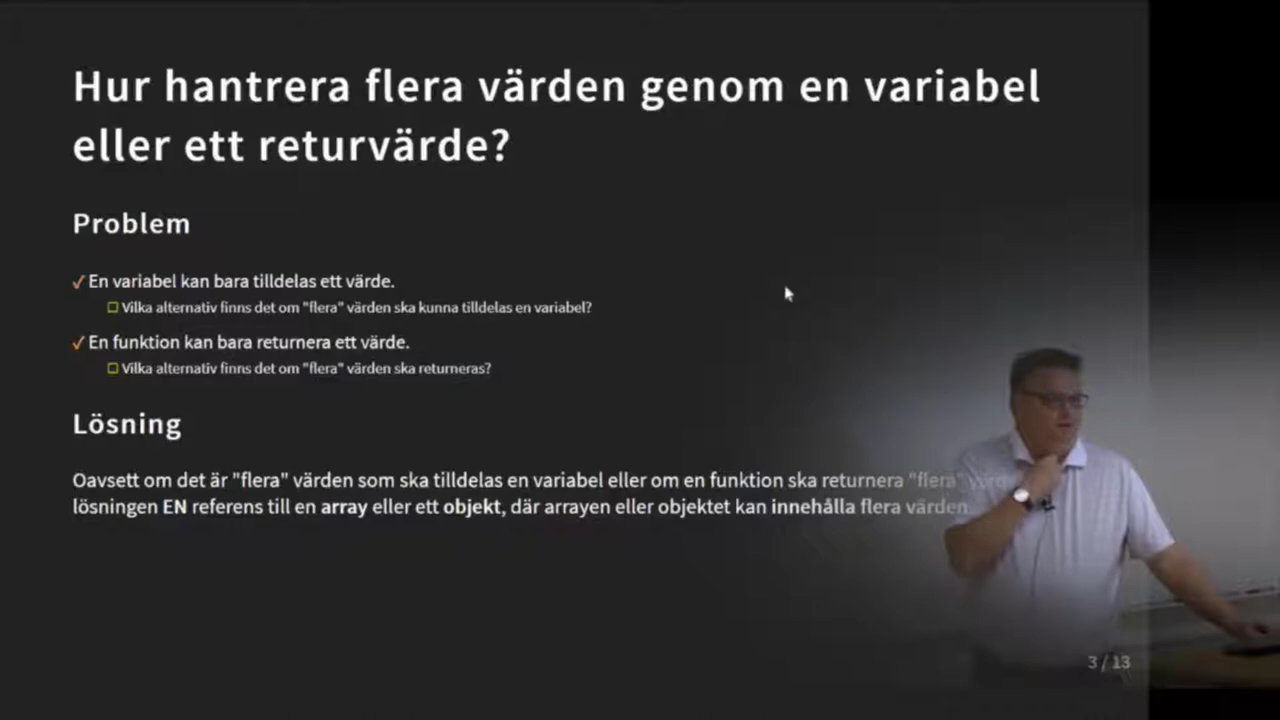 Hur hantrera flera värden genom en variabel
eller ett returvärde?
Problem
✓ En variabel kan bara tilldelas ett värde.
☐ Vilka alternativ finns det om "flera" värden ska kunna tilldelas en variabel?
✓ En funktion kan bara returnera ett värde.
☐ Vilka alternativ finns det om "flera" värden ska returneras?
Lösning
Oavsett om det är "flera" värden som ska tilldelas en variabel eller om en funktion ska returnera "flera"
lösningen EN referens till en array eller ett objekt, där arrayen eller objektet kan innehålla flera värden.
3 / 13